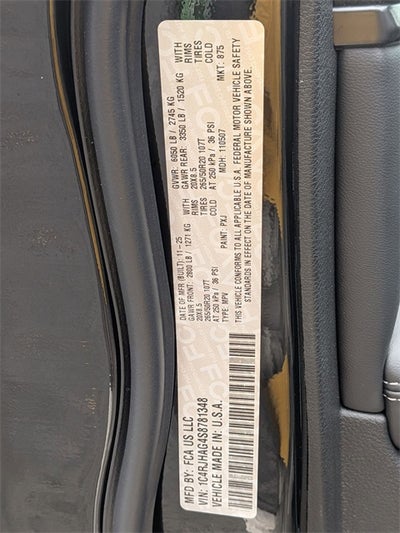 MFD BY: FCA US LLC
DATE OF MFR (BUILT): 11-25
GVWR: 6050 LB / 2745 KG
GAWR FRONT: 2800 LB / 1271 KG
WITH
GAWR REAR: 3350 LB / 1520 KG
WITH
20X8.5
RIMS
20X8.5
RIMS
265/50R20 107T
TIRES
265/50R20 107T
TIRES
AT 250 kPa / 36 PSI
COLD
AT 250 kPa / 36 PSI
COLD
VIN: 1C4RJHAG4S8781348
TYPE: MPV
PAINT: PXJ
MDH: 110507
MKT: 875
VEHICLE MADE IN: U.S.A.
THIS VEHICLE CONFORMS TO ALL APPLICABLE U.S.A. FEDERAL MOTOR VEHICLE SAFETY
STANDARDS IN EFFECT ON THE DATE OF MANUFACTURE SHOWN ABOVE.